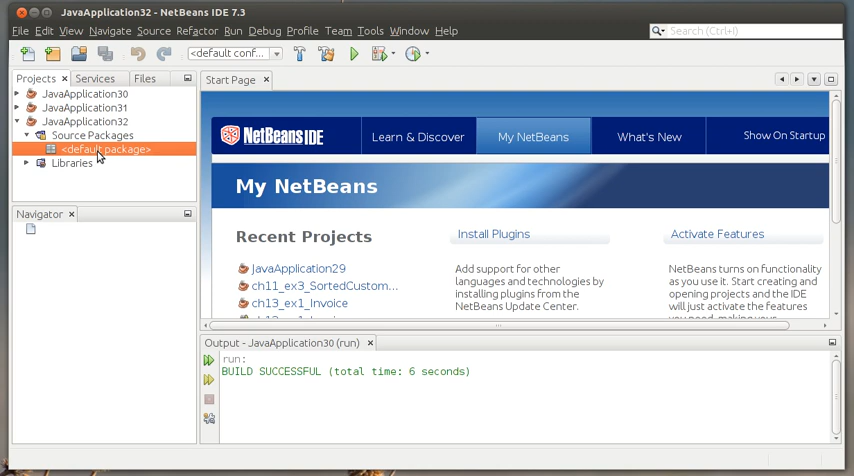 JavaApplication32 - NetBeans IDE 7.3
File Edit View Navigate Source Refactor Run Debug Profile Team Tools Window Help
Search (Ctrl+I)
<default conf...
Projects Services Files
JavaApplication30
JavaApplication31
JavaApplication32
Source Packages
<default package>
Libraries
Navigator
Start Page
NetBeans IDE Learn & Discover My NetBeans What's New Show On Startup
My NetBeans
Recent Projects
JavaApplication29
ch11_ex3_SortedCustom...
ch13_ex1_Invoice
Install Plugins
Add support for other
languages and technologies by
installing plugins from the
NetBeans Update Center.
Activate Features
NetBeans turns on functionality
as you use it. Start creating and
opening projects and the IDE
will just activate the features
you need, making your
Output - JavaApplication30 (run)
run:
BUILD SUCCESSFUL (total time: 6 seconds)